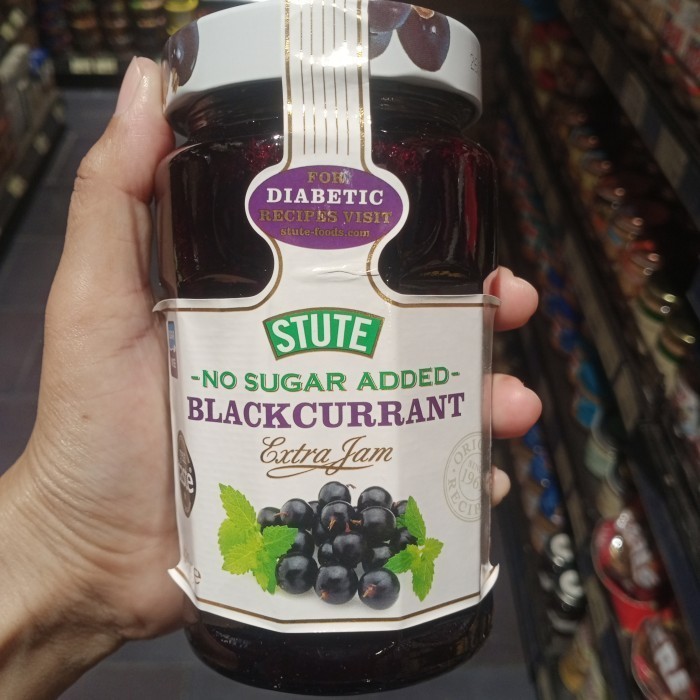 FOR
DIABETIC
RECIPES VISIT
stute-foods.com
STUTE
-NO SUGAR ADDED-
BLACKCURRANT
Extra Jam